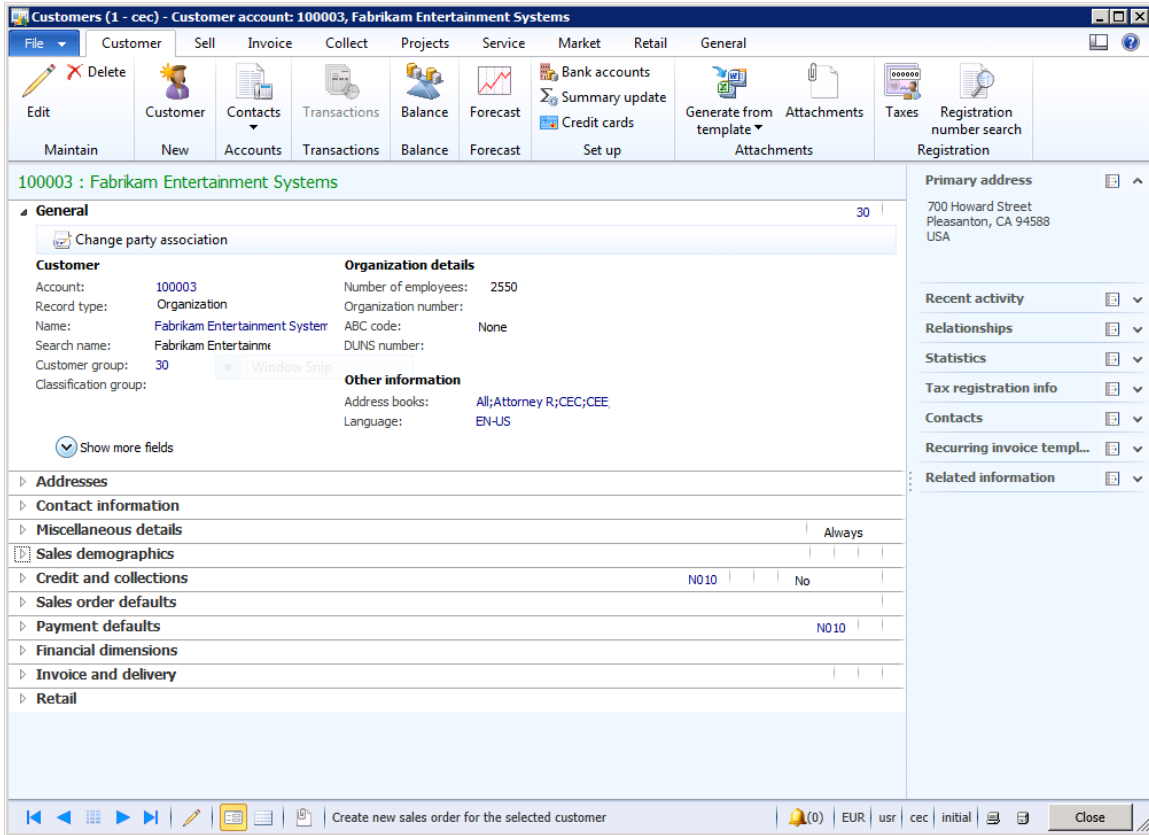 Customers (1 - cec) - Customer account: 100003, Fabrikam Entertainment Systems
File Customer Sell Invoice Collect Projects Service Market Retail General
Edit
Delete
Maintain
Customer
New
Contacts
Accounts
Transactions
Transactions
Balance
Balance
Forecast
Forecast
Bank accounts
Summary update
Credit cards
Set up
Generate from
template
Attachments
Attachments
Taxes
Registration
number search
Registration
100003 : Fabrikam Entertainment Systems
General 30
Change party association
Customer
Account: 100003
Record type: Organization
Name: Fabrikam Entertainment System
Search name: Fabrikam Entertainme
Customer group: 30
Classification group:
Window Snip
Organization details
Number of employees: 2550
Organization number:
ABC code: None
DUNS number:
Other information
Address books: All;Attorney R;CEC;CEE
Language: EN-US
Show more fields
Addresses
Contact information
Miscellaneous details Always
Sales demographics
Credit and collections N010 No
Sales order defaults
Payment defaults N010
Financial dimensions
Invoice and delivery
Retail
Primary address
700 Howard Street
Pleasanton, CA 94588
USA
Recent activity
Relationships
Statistics
Tax registration info
Contacts
Recurring invoice templ...
Related information
Create new sales order for the selected customer (0) EUR usr cec initial Close